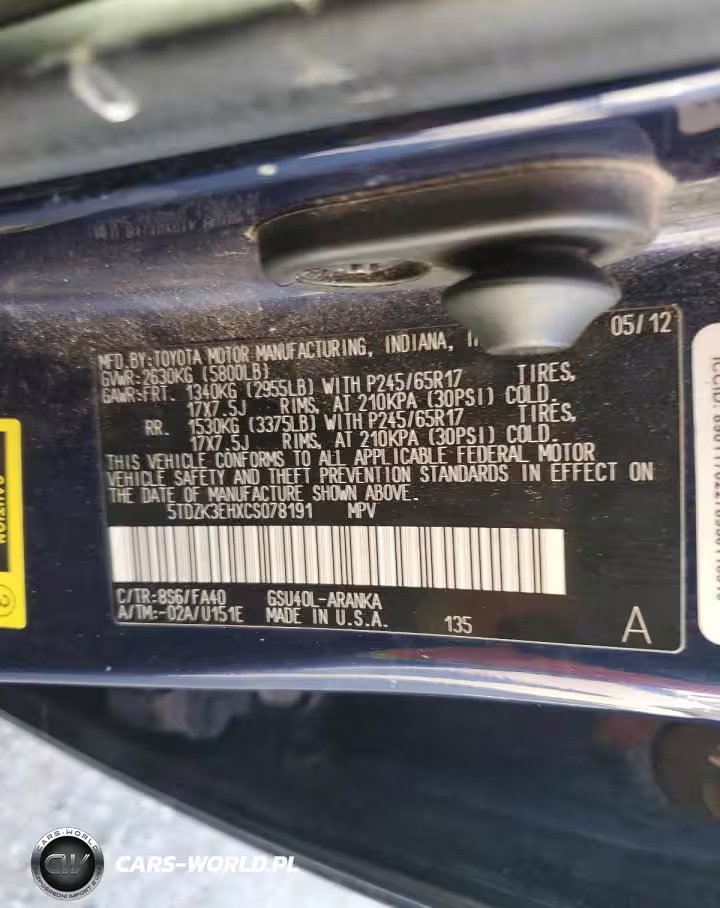 05/12
MFD.BY:TOYOTA MOTOR MANUFACTURING, INDIANA,
GVWR:2630KG (5800LB)
GAWR:FRT. 1340KG (2955LB) WITH P245/65R17 TIRES,
17X7.5J RIMS, AT 210KPA (30PSI) COLD.
RR. 1530KG (3375LB) WITH P245/65R17 TIRES,
17X7.5J RIMS, AT 210KPA (30PSI) COLD.
THIS VEHICLE CONFORMS TO ALL APPLICABLE FEDERAL MOTOR
VEHICLE SAFETY AND THEFT PREVENTION STANDARDS IN EFFECT ON
THE DATE OF MANUFACTURE SHOWN ABOVE.
5TDZK3EHXCS078191 MPV
C/TR:8S6/FA40 GSU40L-ARANKA
A/TM:-02A/U151E MADE IN U.S.A. 135 A
CAUTION
CARS-WORLD
CW
CARS-WORLD.PL